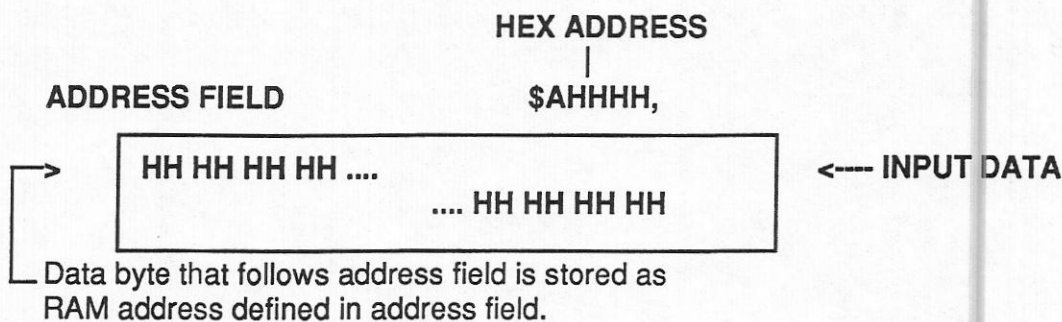 HEX ADDRESS
ADDRESS FIELD $AHHHH,
HH HH HH HH ....
<---- INPUT DATA
.... HH HH HH HH
Data byte that follows address field is stored as
RAM address defined in address field.